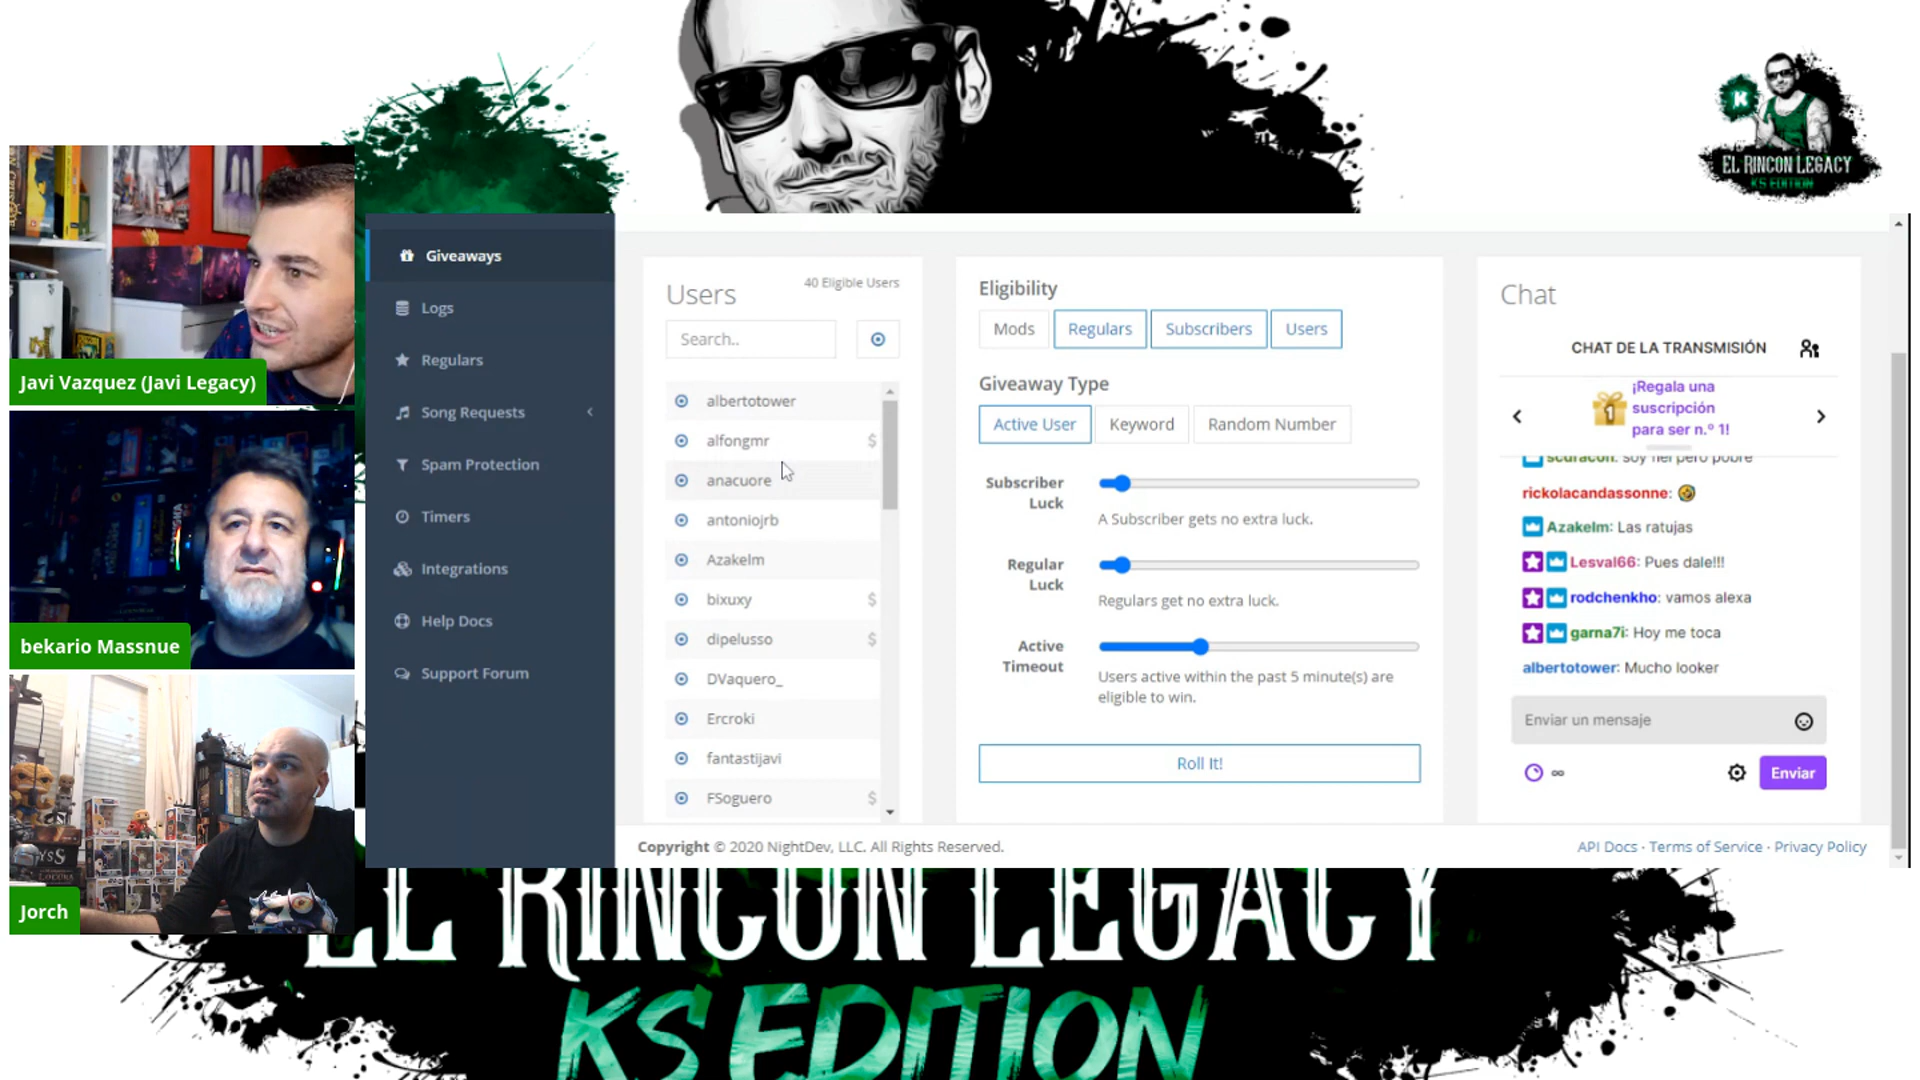 K
EL RINCON LEGACY
KS EDITION
Javi Vazquez (Javi Legacy)
bekario Massnue
Jorch
Giveaways
Logs
Regulars
Song Requests
Spam Protection
Timers
Integrations
Help Docs
Support Forum
Users
40 Eligible Users
Search..
albertotower
alfongmr $
anacuore
antoniojrb
Azakelm
bixuxy $
dipelusso $
DVaquero_
Ercroki
fantastijavi
FSoguero $
Eligibility
Mods Regulars Subscribers Users
Giveaway Type
Active User Keyword Random Number
Subscriber
Luck
A Subscriber gets no extra luck.
Regular
Luck
Regulars get no extra luck.
Active
Timeout
Users active within the past 5 minute(s) are
eligible to win.
Roll It!
Chat
CHAT DE LA TRANSMISIÓN
1
¡Regala una
suscripción
para ser n.º 1!
scuracon: soy fiel pero pobre
rickolacandassonne:
Azakelm: Las ratujas
Lesval66: Pues dale!!!
rodchenkho: vamos alexa
garna7i: Hoy me toca
albertotower: Mucho looker
Enviar un mensaje
∞
Enviar
Copyright © 2020 NightDev, LLC. All Rights Reserved.
API Docs · Terms of Service · Privacy Policy
EL RINCON LEGACY
KS EDITION